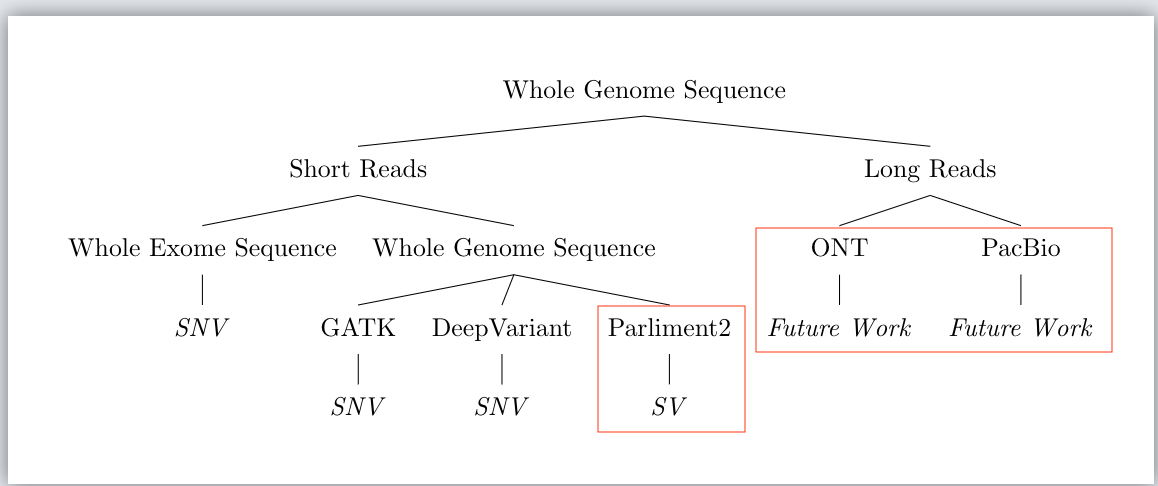 Whole Genome Sequence
Short Reads Long Reads
Whole Exome Sequence Whole Genome Sequence ONT PacBio
SNV GATK DeepVariant Parliment2 Future Work Future Work
SNV SNV SV